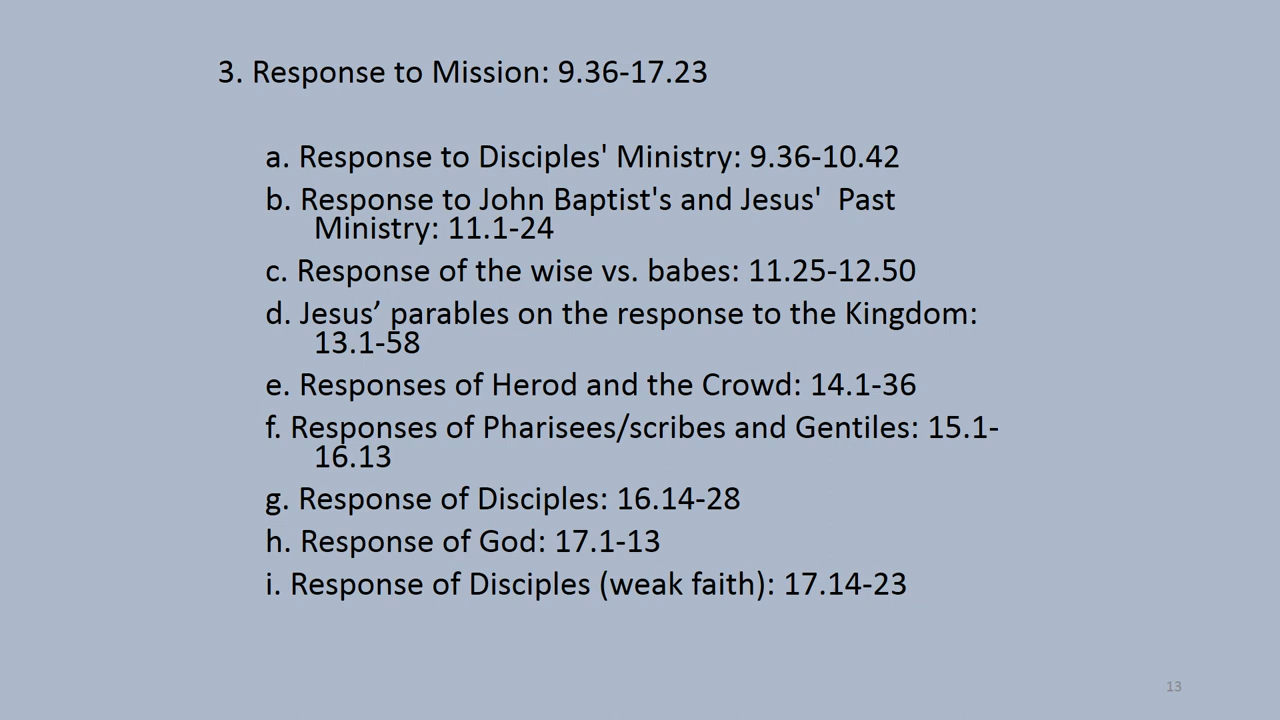 3. Response to Mission: 9.36-17.23
a. Response to Disciples' Ministry: 9.36-10.42
b. Response to John Baptist's and Jesus'  Past
Ministry: 11.1-24
c. Response of the wise vs. babes: 11.25-12.50
d. Jesus’ parables on the response to the Kingdom:
13.1-58
e. Responses of Herod and the Crowd: 14.1-36
f. Responses of Pharisees/scribes and Gentiles: 15.1-
16.13
g. Response of Disciples: 16.14-28
h. Response of God: 17.1-13
i. Response of Disciples (weak faith): 17.14-23
13